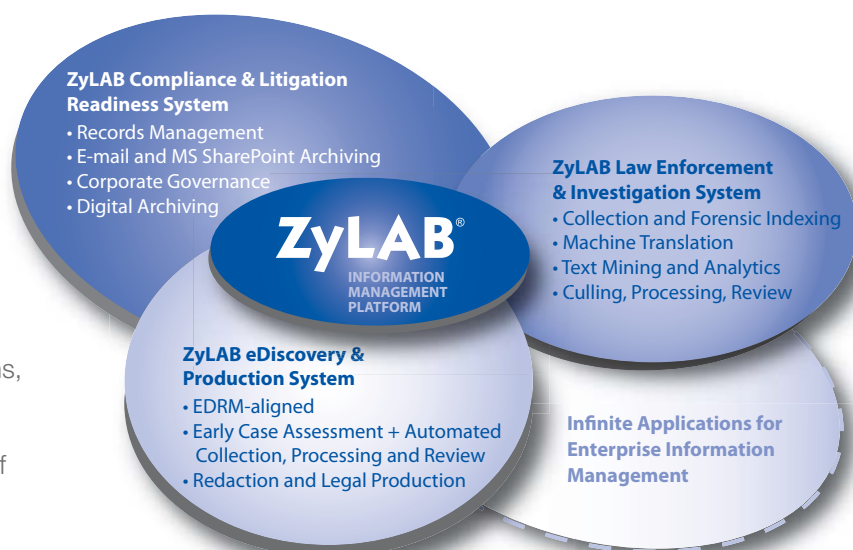 ZyLAB Compliance & Litigation
Readiness System
• Records Management
• E-mail and MS SharePoint Archiving
• Corporate Governance
• Digital Archiving
ZyLAB Law Enforcement
& Investigation System
• Collection and Forensic Indexing
• Machine Translation
• Text Mining and Analytics
• Culling, Processing, Review
ZyLAB®
INFORMATION
MANAGEMENT
PLATFORM
ZyLAB eDiscovery &
Production System
• EDRM-aligned
• Early Case Assessment + Automated
Collection, Processing and Review
• Redaction and Legal Production
Infinite Applications for
Enterprise Information
Management